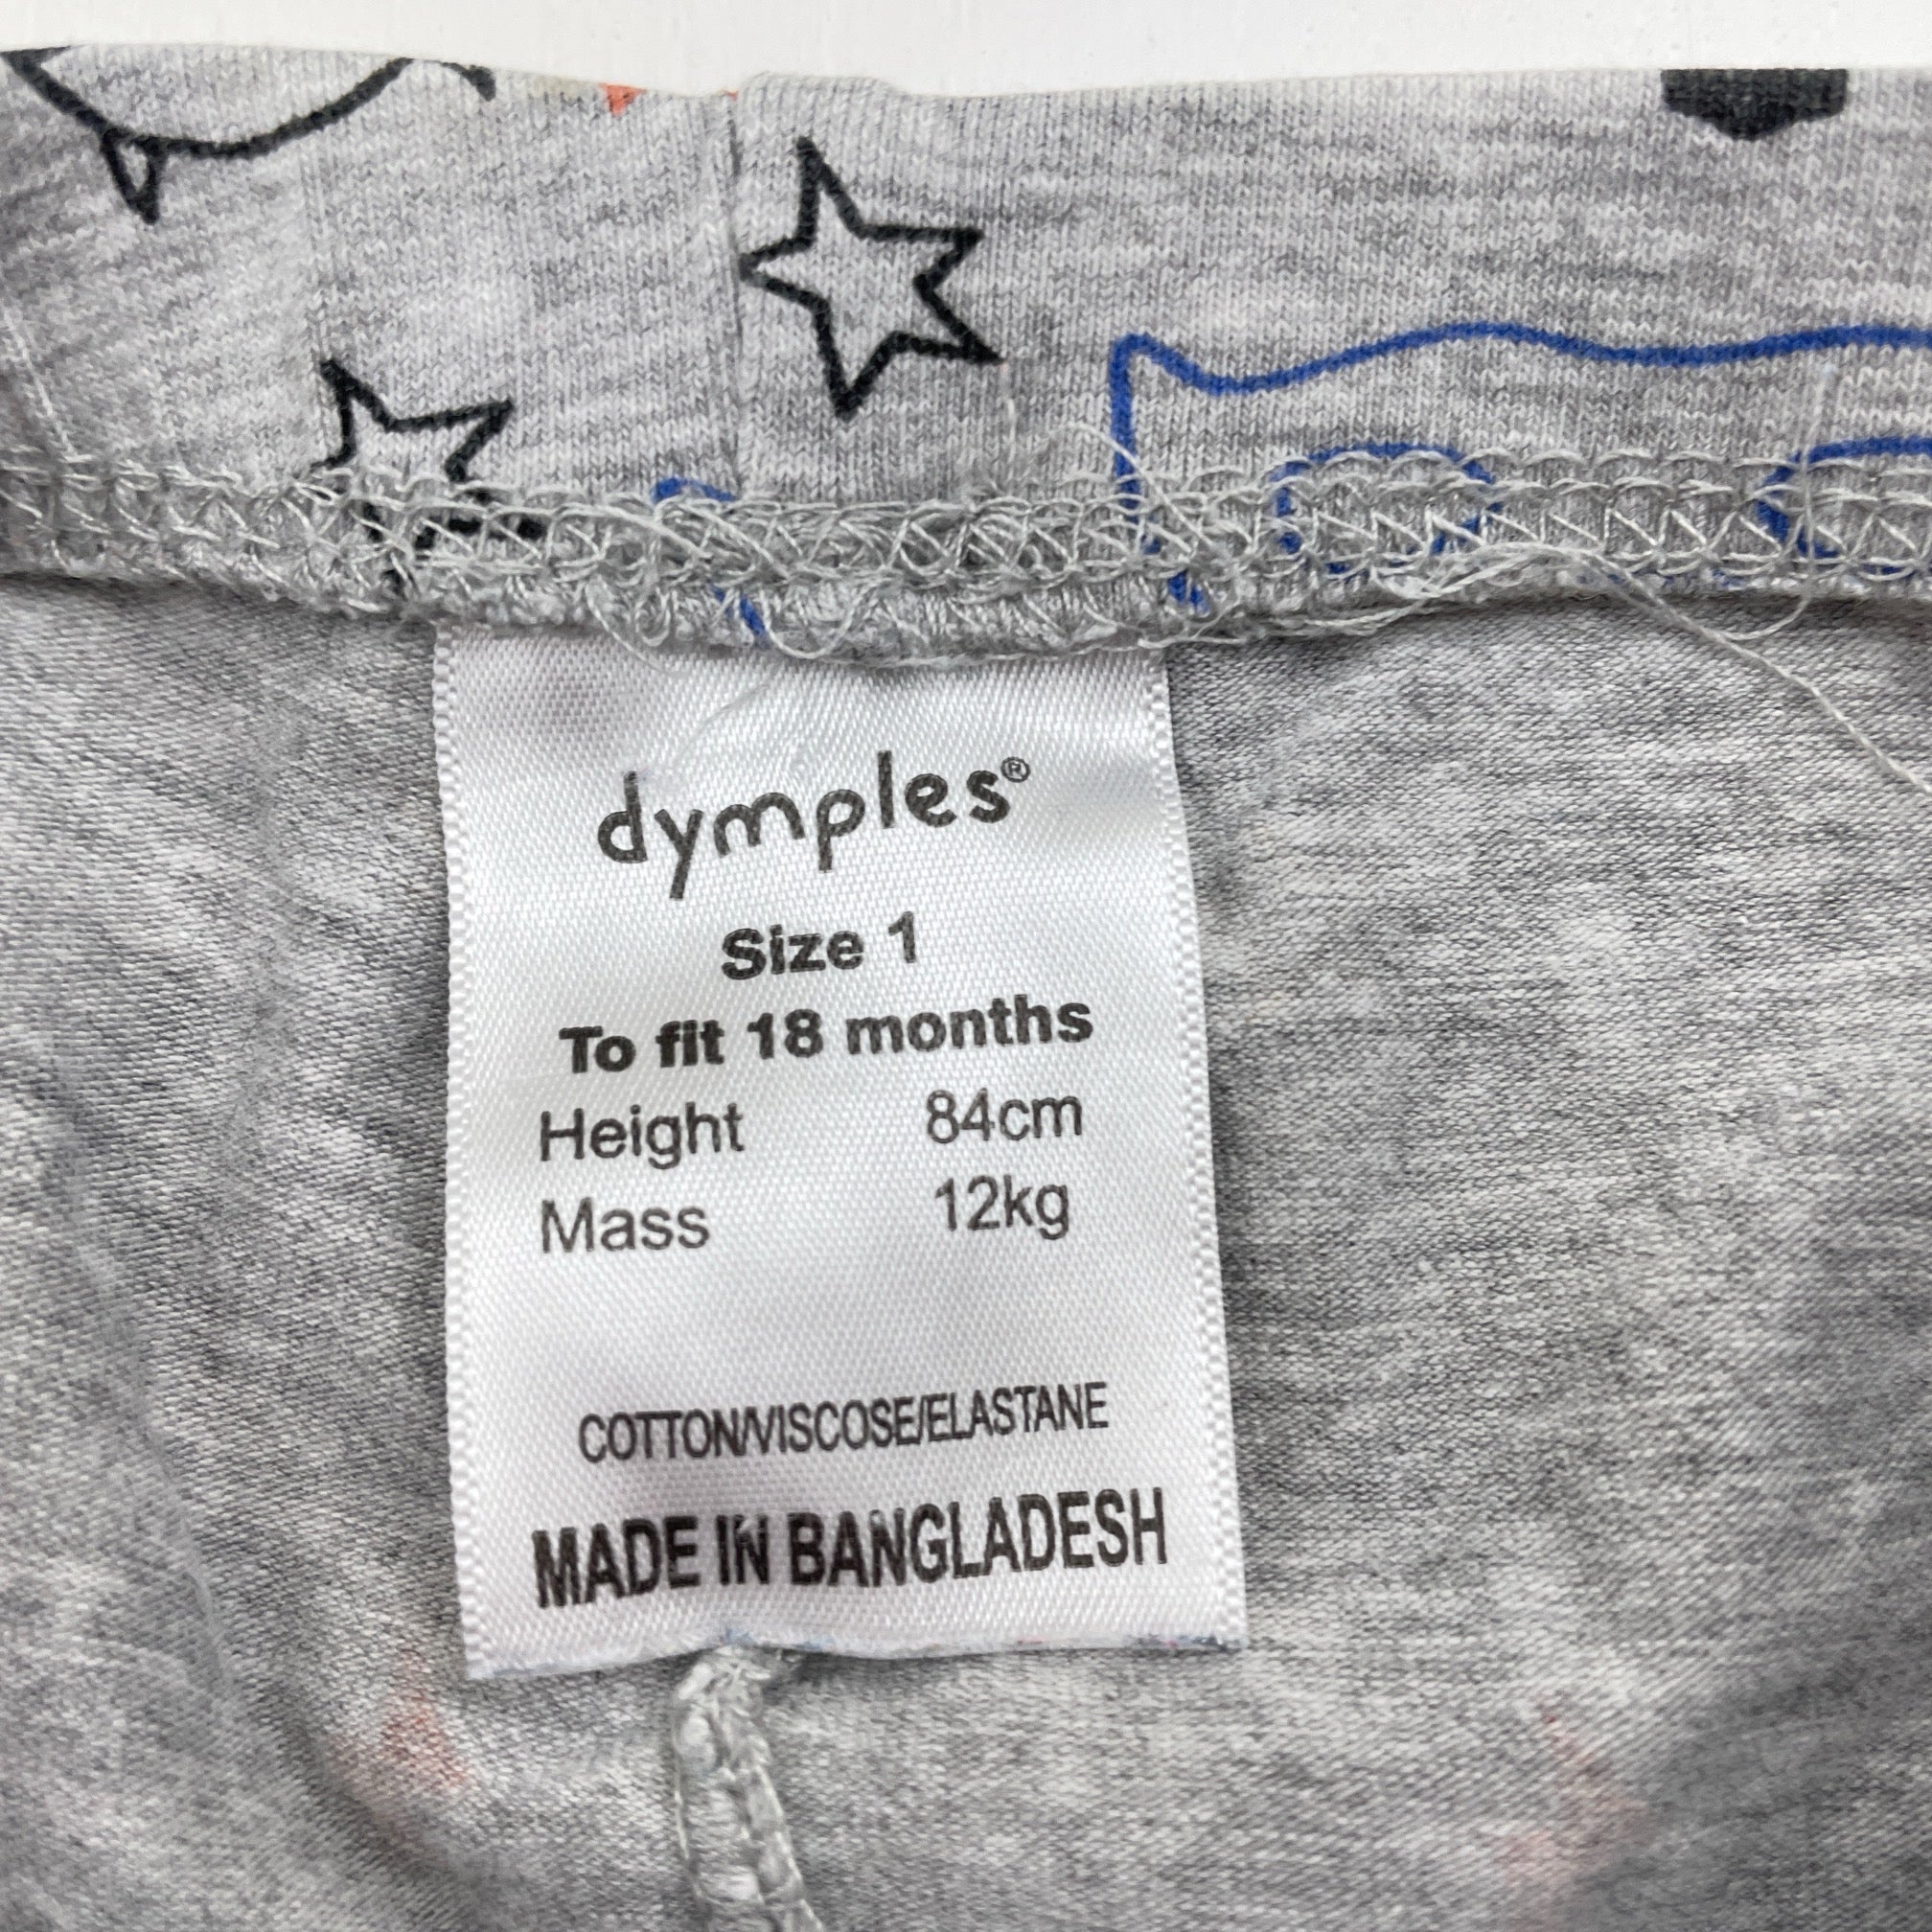 dymples®
Size 1
To fit 18 months
Height 84cm
Mass 12kg
COTTON/VISCOSE/ELASTANE
MADE IN BANGLADESH